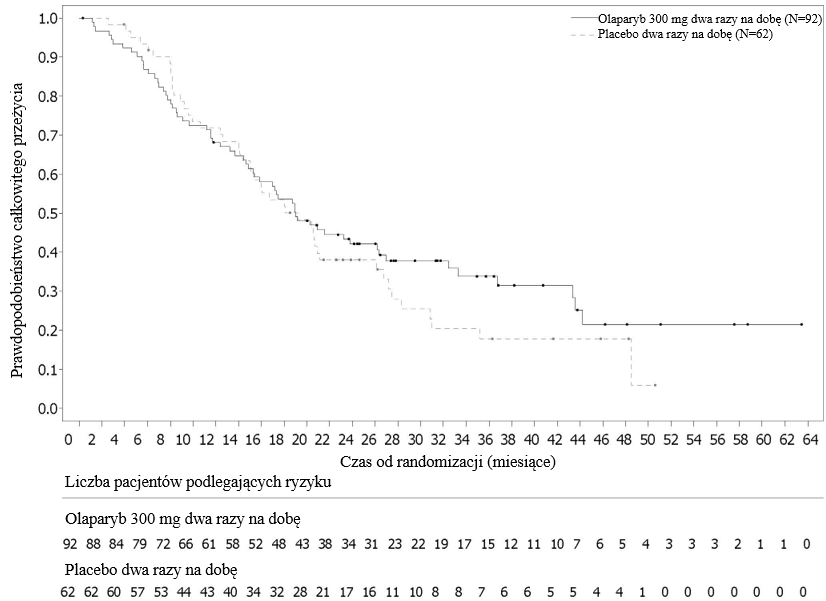 Olaparyb 300 mg dwa razy na dobę (N=92)
Placebo dwa razy na dobę (N=62)
Prawdopodobieństwo całkowitego przeżycia
1.0
0.9
0.8
0.7
0.6
0.5
0.4
0.3
0.2
0.1
0.0
0 2 4 6 8 10 12 14 16 18 20 22 24 26 28 30 32 34 36 38 40 42 44 46 48 50 52 54 56 58 60 62 64
Czas od randomizacji (miesiące)
Liczba pacjentów podlegających ryzyku
Olaparyb 300 mg dwa razy na dobę
92 88 84 79 72 66 61 58 52 48 43 38 34 31 23 22 19 17 15 12 11 10 7 6 5 4 3 3 3 2 1 1 0
Placebo dwa razy na dobę
62 62 60 57 53 44 43 40 34 32 28 21 17 16 11 10 8 8 7 6 6 5 5 4 4 1 0 0 0 0 0 0 0